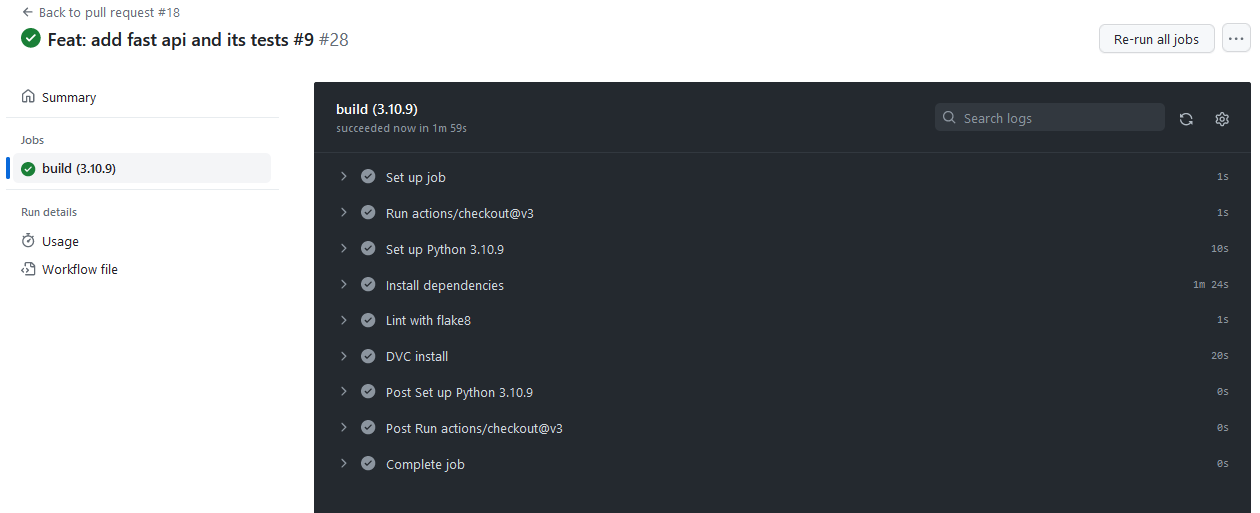 Back to pull request #18
Feat: add fast api and its tests #9 #28
Re-run all jobs
Summary
Jobs
build (3.10.9)
Run details
Usage
Workflow file
build (3.10.9)
succeeded now in 1m 59s
Search logs
Set up job 1s
Run actions/checkout@v3 1s
Set up Python 3.10.9 10s
Install dependencies 1m 24s
Lint with flake8 1s
DVC install 20s
Post Set up Python 3.10.9 0s
Post Run actions/checkout@v3 0s
Complete job 0s